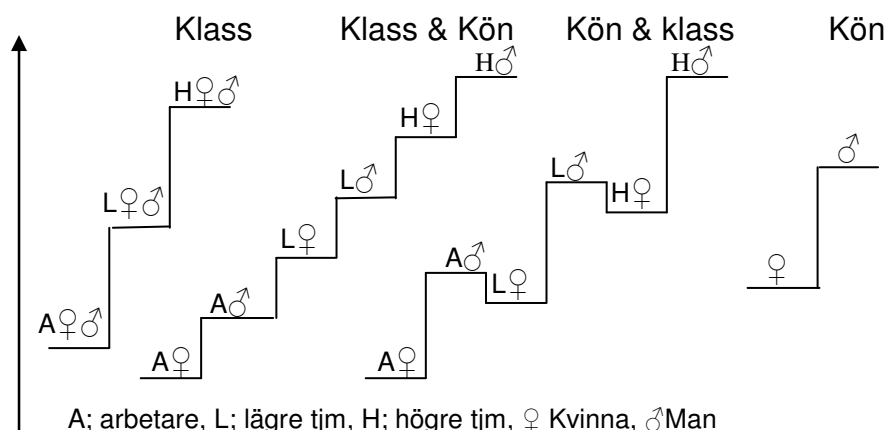 Klass Klass & Kön Kön & klass Kön
H♂ H♂
H♀♂
H♀
♂
L♂ L♂
H♀
L♀♂
L♀
A♂
♀
L♀
A♂
A♀♂
A♀ A♀
A; arbetare, L; lägre tjm, H; högre tjm, ♀ Kvinna, ♂Man